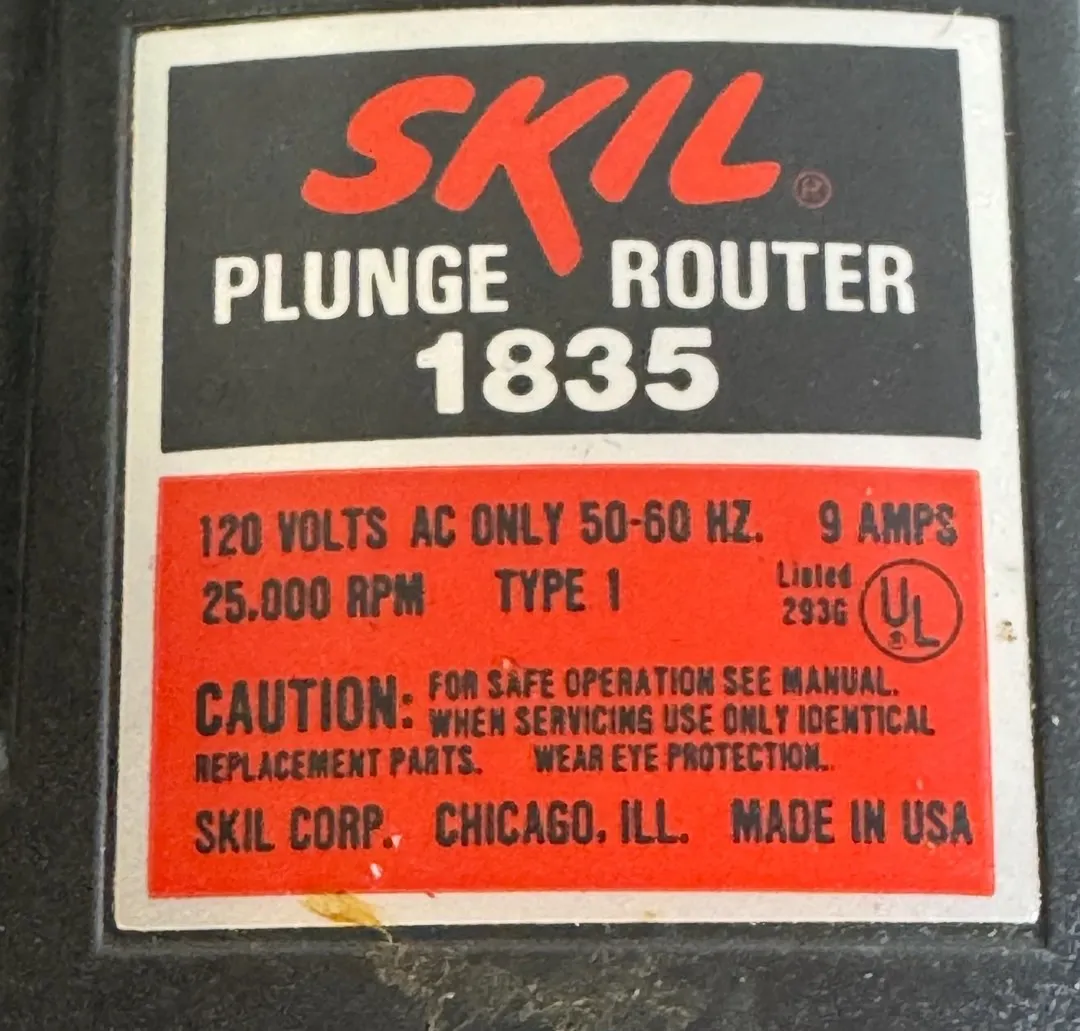 SKIL®
PLUNGE ROUTER
1835
120 VOLTS AC ONLY 50-60 HZ. 9 AMPS
25.000 RPM TYPE 1
Listed
293G
UL®
CAUTION: FOR SAFE OPERATION SEE MANUAL.
WHEN SERVICING USE ONLY IDENTICAL
REPLACEMENT PARTS. WEAR EYE PROTECTION.
SKIL CORP. CHICAGO, ILL. MADE IN USA